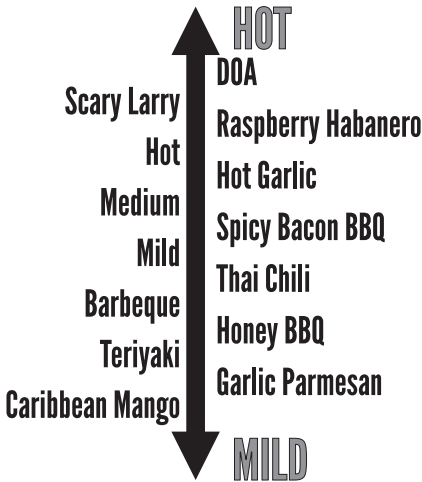 HOT
DOA
Scary Larry
Raspberry Habanero
Hot
Hot Garlic
Medium
Spicy Bacon BBQ
Mild
Thai Chili
Barbeque
Honey BBQ
Teriyaki
Garlic Parmesan
Caribbean Mango
MILD